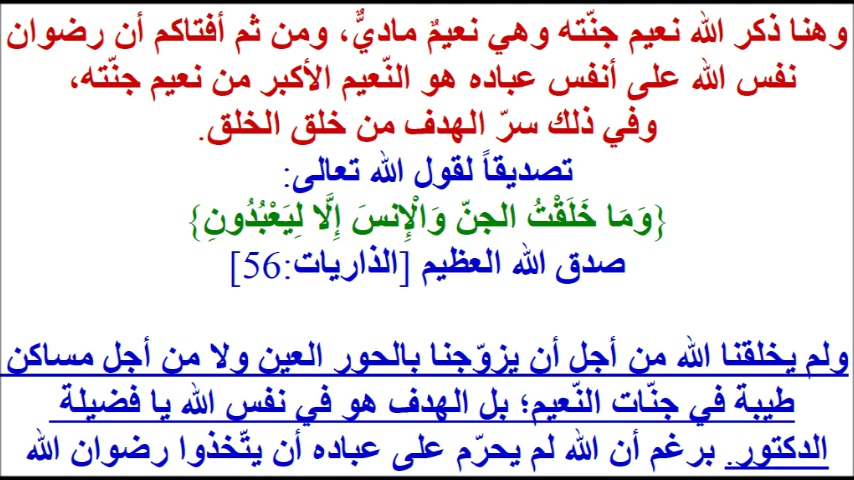 وهنا ذكر الله نعيم جنّته وهي نعيمٌ ماديٌّ، ومن ثم أفتاكم أن رضوان
نفس الله على أنفس عباده هو النّعيم الأكبر من نعيم جنّته،
وفي ذلك سرّ الهدف من خلق الخلق.
تصديقاً لقول الله تعالى:
{وَمَا خَلَقْتُ الجنّ وَالْإِنسَ إِلَّا لِيَعْبُدُونِ}
صدق الله العظيم [الذاريات:56]
ولم يخلقنا الله من أجل أن يزوّجنا بالحور العين ولا من أجل مساكن
طيبة في جنّات النّعيم؛ بل الهدف هو في نفس الله يا فضيلة
الدكتور. برغم أن الله لم يحرّم على عباده أن يتّخذوا رضوان الله